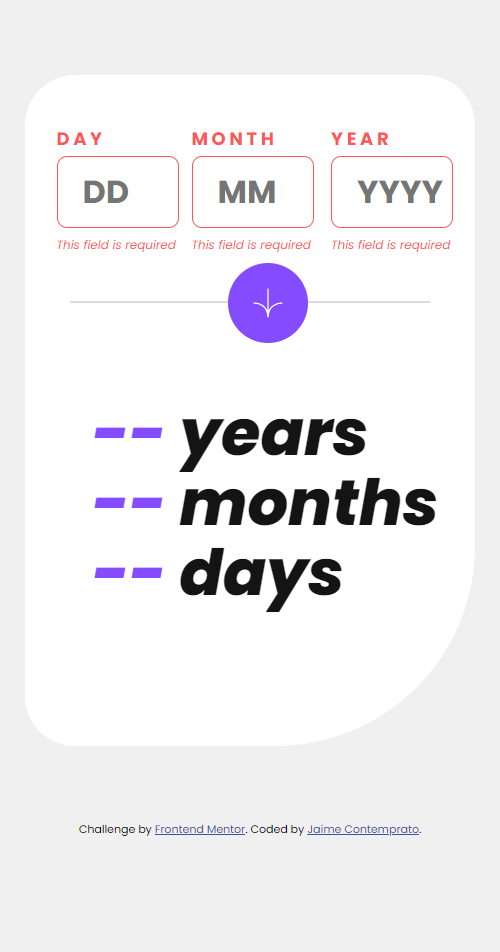 DAY MONTH YEAR
DD MM YYYY
This field is required This field is required This field is required
-- years
-- months
-- days
Challenge by Frontend Mentor. Coded by Jaime Contemprato.